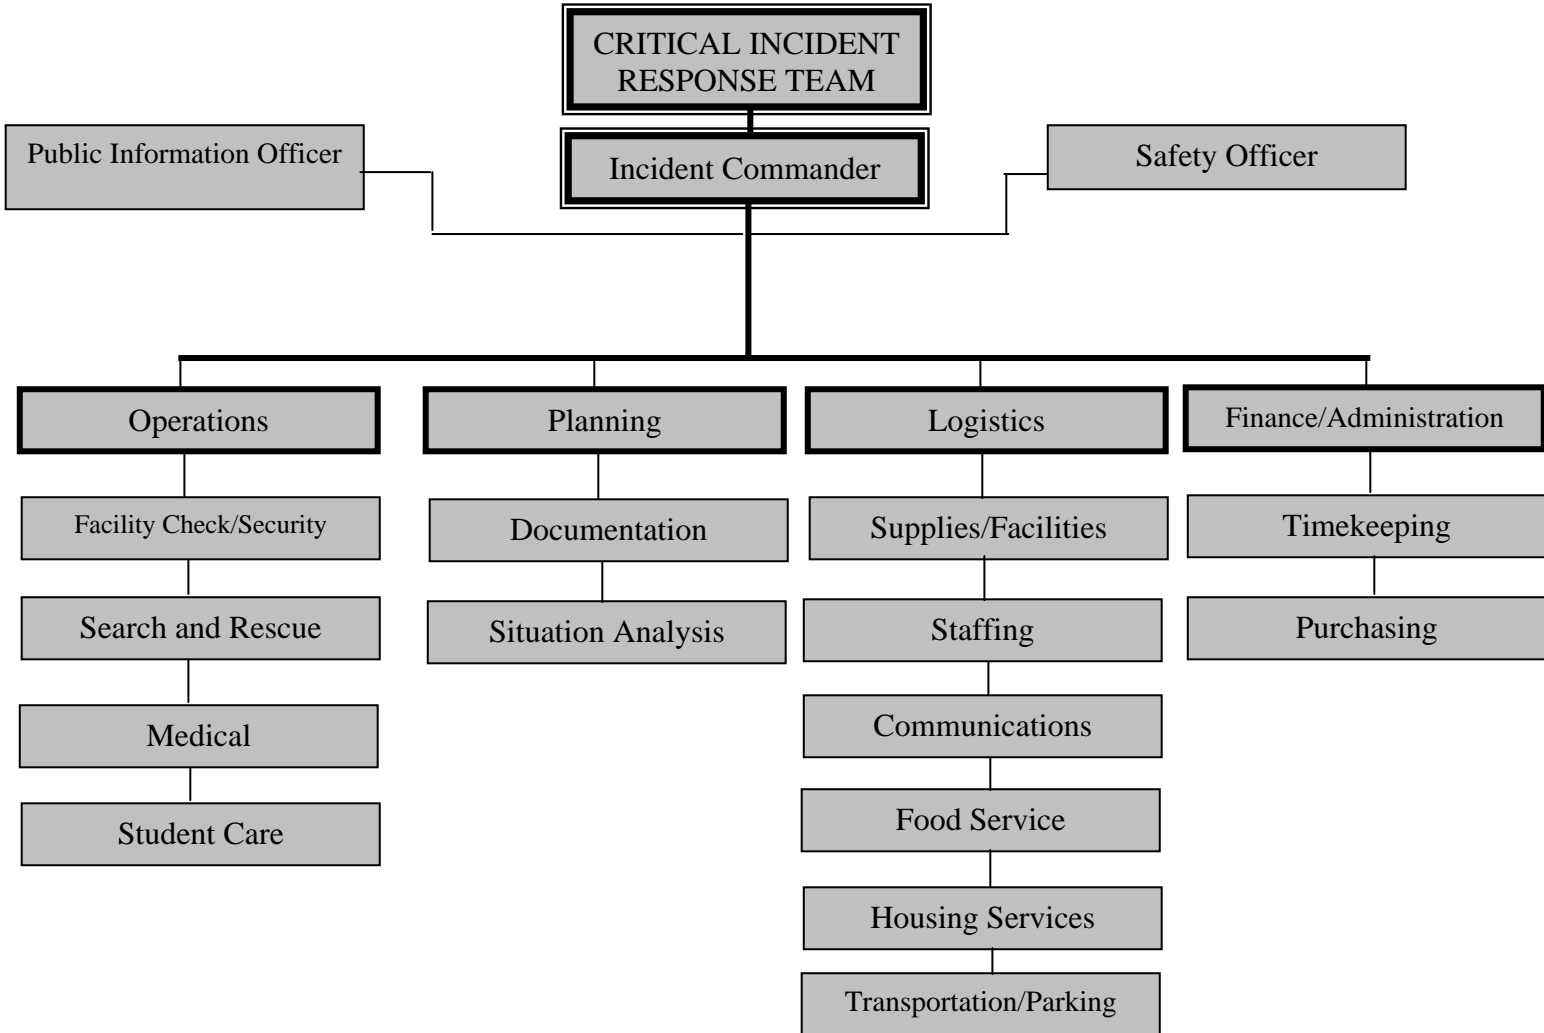 CRITICAL INCIDENT
RESPONSE TEAM
Public Information Officer
Incident Commander
Safety Officer
Operations
Planning
Logistics
Finance/Administration
Facility Check/Security
Documentation
Supplies/Facilities
Timekeeping
Search and Rescue
Situation Analysis
Staffing
Purchasing
Medical
Communications
Student Care
Food Service
Housing Services
Transportation/Parking